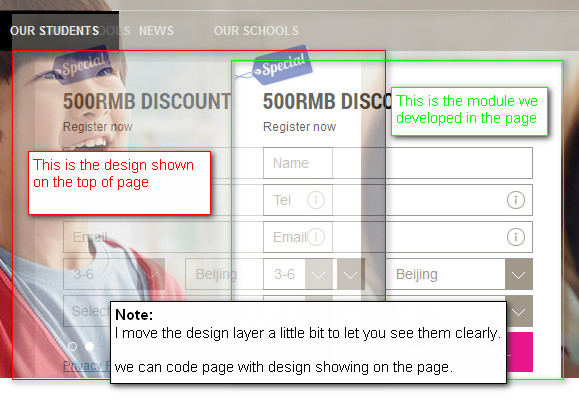 OUR STUDENTS
OOLS
NEWS
OUR SCHOOLS
Special
Special
500RMB DISCOUNT
500RMB DISCO
Register now
Register now
This is the module we
developed in the page
This is the design shown
on the top of page
Name
Tel
Email
Email
3-6
Beijing
3-6
Beijing
Select
Note:
I move the design layer a little bit to let you see them clearly.
we can code page with design showing on the page.
Privacy P